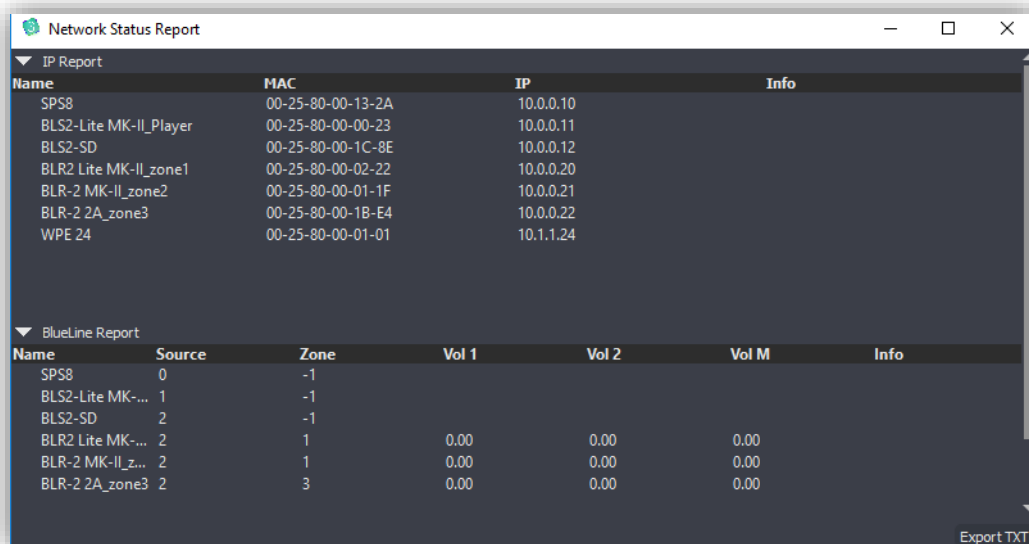 Network Status Report
IP Report
Name MAC IP Info
SPS8 00-25-80-00-13-2A 10.0.0.10
BLS2-Lite MK-II_Player 00-25-80-00-00-23 10.0.0.11
BLS2-SD 00-25-80-00-1C-8E 10.0.0.12
BLR2 Lite MK-II_zone1 00-25-80-00-02-22 10.0.0.20
BLR-2 MK-II_zone2 00-25-80-00-01-1F 10.0.0.21
BLR-2 2A_zone3 00-25-80-00-1B-E4 10.0.0.22
WPE 24 00-25-80-00-01-01 10.1.1.24
BlueLine Report
Name Source Zone Vol 1 Vol 2 Vol M Info
SPS8 0 -1
BLS2-Lite MK-... 1 -1
BLS2-SD 2 -1
BLR2 Lite MK-... 2 1 0.00 0.00 0.00
BLR-2 MK-II_z... 2 1 0.00 0.00 0.00
BLR-2 2A_zone3 2 3 0.00 0.00 0.00
Export TXT